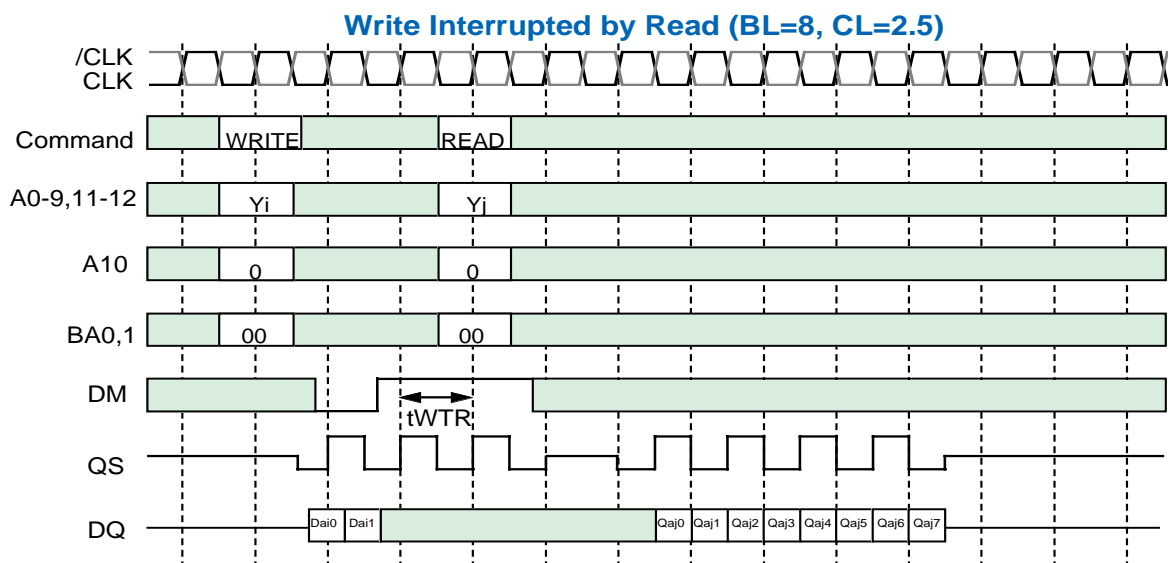 Write Interrupted by Read (BL=8, CL=2.5)
/CLK
CLK
Command WRITE READ
A0-9,11-12 Yi Yj
A10 0 0
BA0,1 00 00
DM
tWTR
QS
DQ Dai0 Dai1 Qaj0 Qaj1 Qaj2 Qaj3 Qaj4 Qaj5 Qaj6 Qaj7